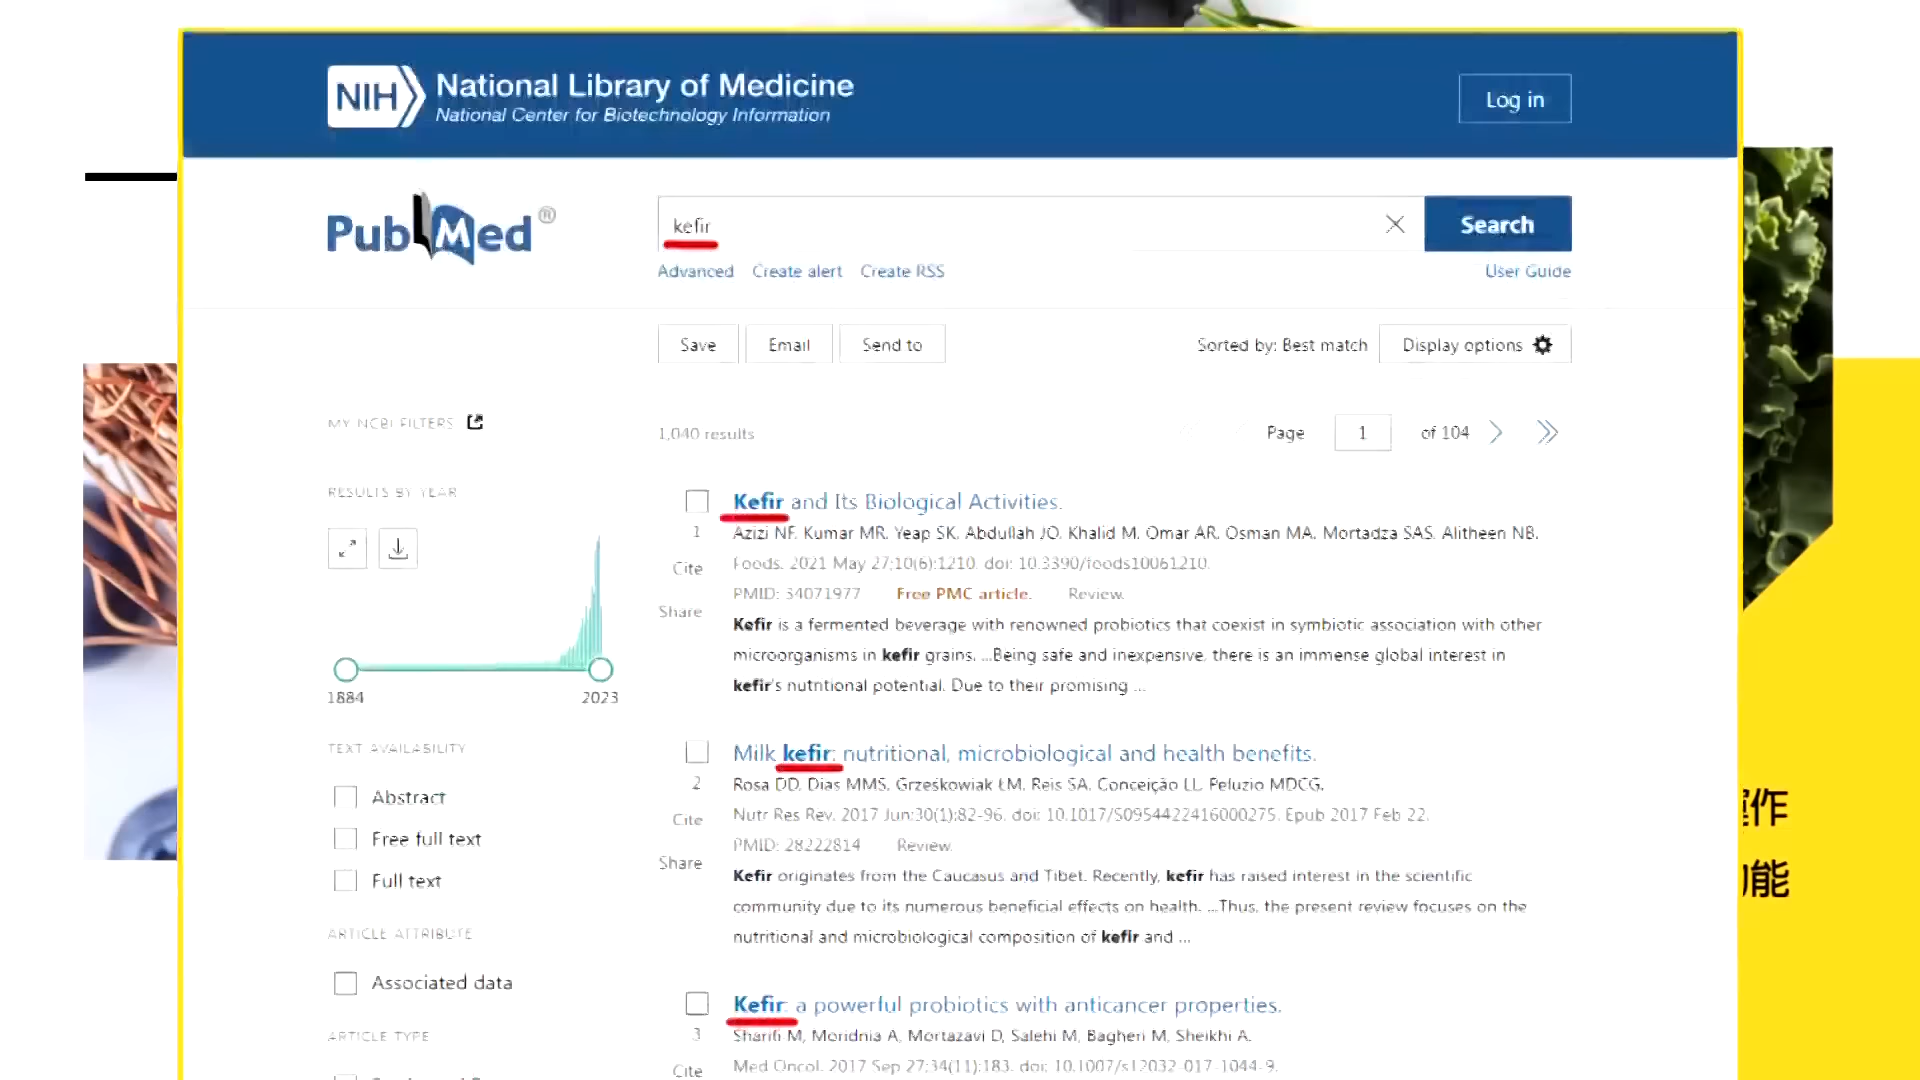 NIH National Library of Medicine
National Center for Biotechnology Information
Log in
PubMed®
kefir
Search
Advanced Create alert Create RSS
User Guide
Save Email Send to
Sorted by: Best match Display options
MY NCBI FILTERS
1,040 results
Page 1 of 104
RESULTS BY YEAR
1884 2023
TEXT AVAILABILITY
Abstract
Free full text
Full text
ARTICLE ATTRIBUTE
Associated data
ARTICLE TYPE
Kefir and Its Biological Activities.
1
Azizi NF, Kumar MR, Yeap SK, Abdullah JO, Khalid M, Omar AR, Osman MA, Mortadza SAS, Alitheen NB.
Cite
Foods. 2021 May 27;10(6):1210. doi: 10.3390/foods10061210.
PMID: 34071977 Free PMC article. Review.
Share
Kefir is a fermented beverage with renowned probiotics that coexist in symbiotic association with other
microorganisms in kefir grains. ...Being safe and inexpensive, there is an immense global interest in
kefir's nutritional potential. Due to their promising ...
Milk kefir: nutritional, microbiological and health benefits.
2
Rosa DD, Dias MMS, Grześkowiak ŁM, Reis SA, Conceição LL, Peluzio MDCG.
Cite
Nutr Res Rev. 2017 Jun;30(1):82-96. doi: 10.1017/S0954422416000275. Epub 2017 Feb 22.
PMID: 28222814 Review.
Share
Kefir originates from the Caucasus and Tibet. Recently, kefir has raised interest in the scientific
community due to its numerous beneficial effects on health. ...Thus, the present review focuses on the
nutritional and microbiological composition of kefir and ...
Kefir: a powerful probiotics with anticancer properties.
3
Sharifi M, Moridnia A, Mortazavi D, Salehi M, Bagheri M, Sheikhi A.
Cite
Med Oncol. 2017 Sep 27;34(11):183. doi: 10.1007/s12032-017-1044-9.
作
能